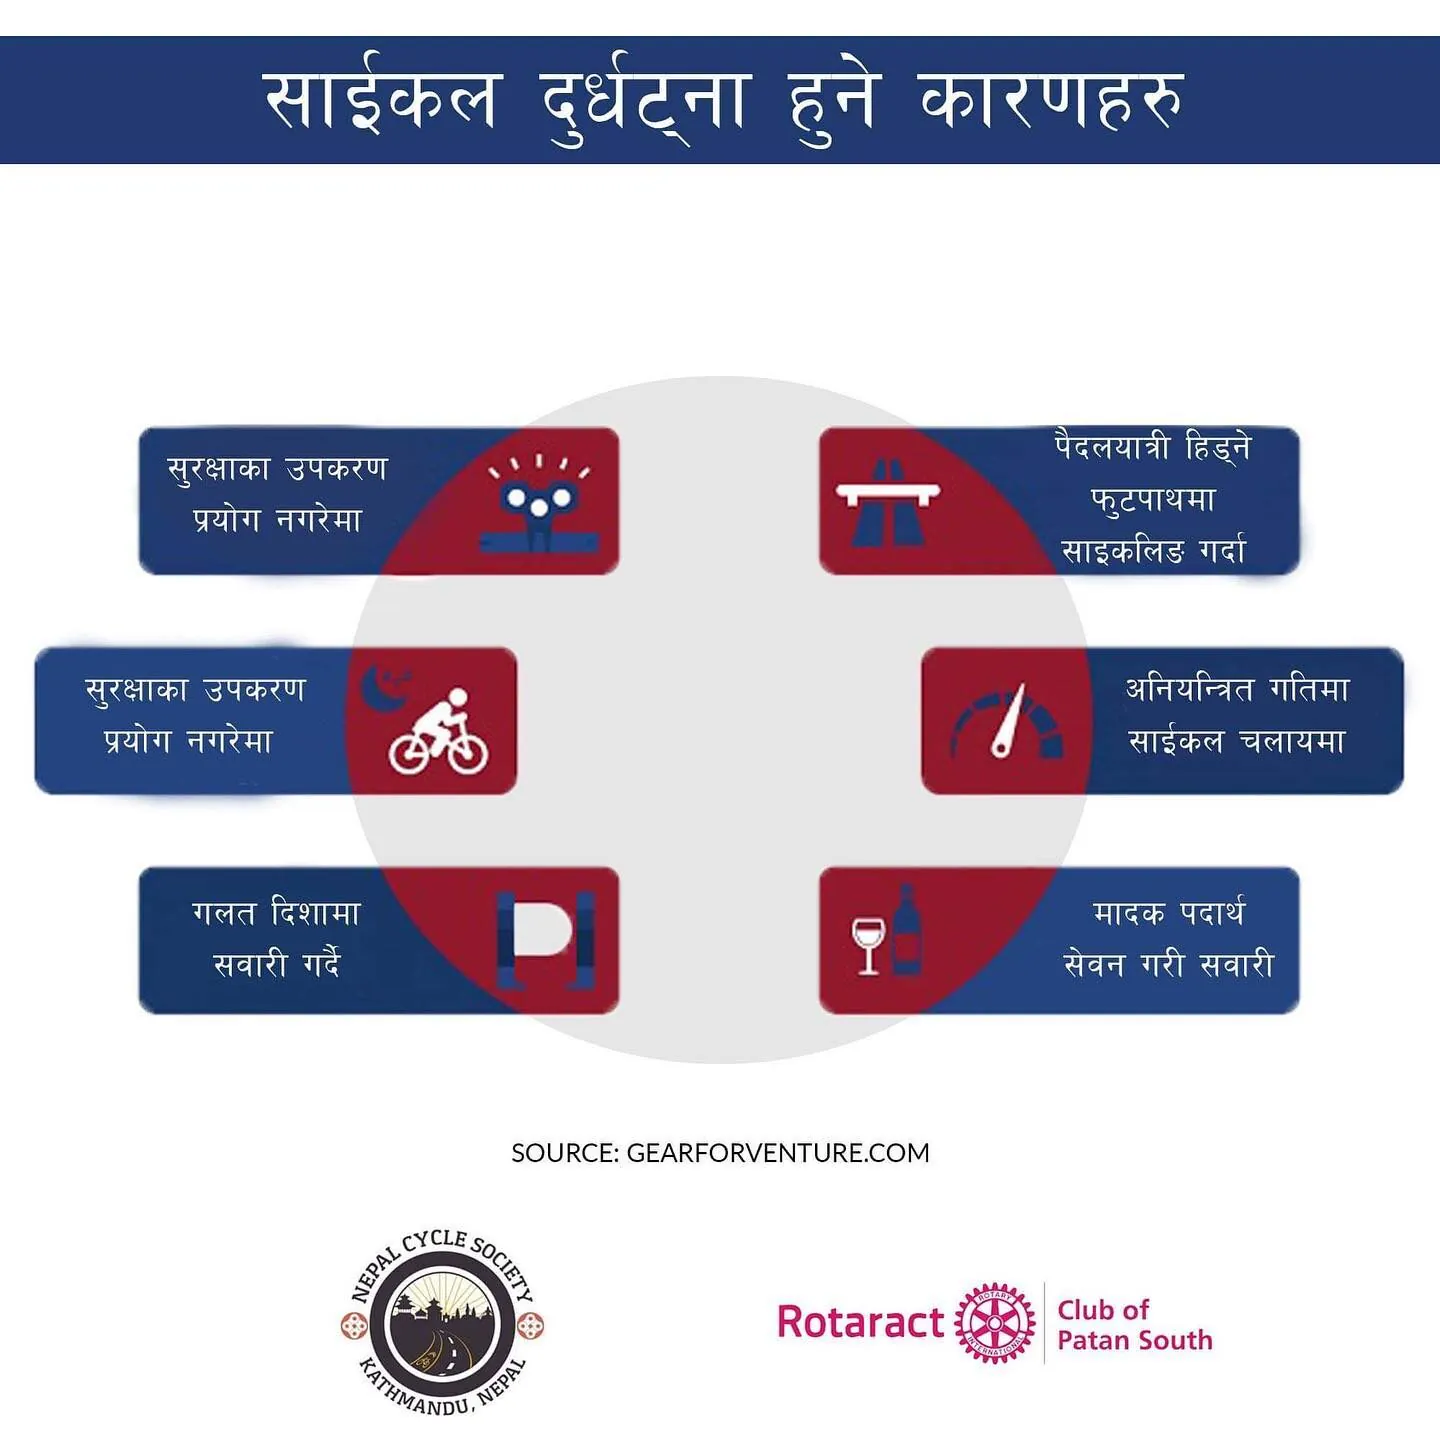 साईकल दुर्धट्ना हुने कारणहरु
सुरक्षाका उपकरण
प्रयोग नगरेमा
पैदलयात्री हिड्ने
फुटपाथमा
साइकलिङ गर्दा
सुरक्षाका उपकरण
प्रयोग नगरेमा
अनियन्त्रित गतिमा
साईकल चलायमा
गलत दिशामा
सवारी गर्दै
मादक पदार्थ
सेवन गरी सवारी
SOURCE: GEARFORVENTURE.COM
NEPAL CYCLE SOCIETY
KATHMANDU, NEPAL
Rotaract
ROTARY
INTERNATIONAL
Club of
Patan South